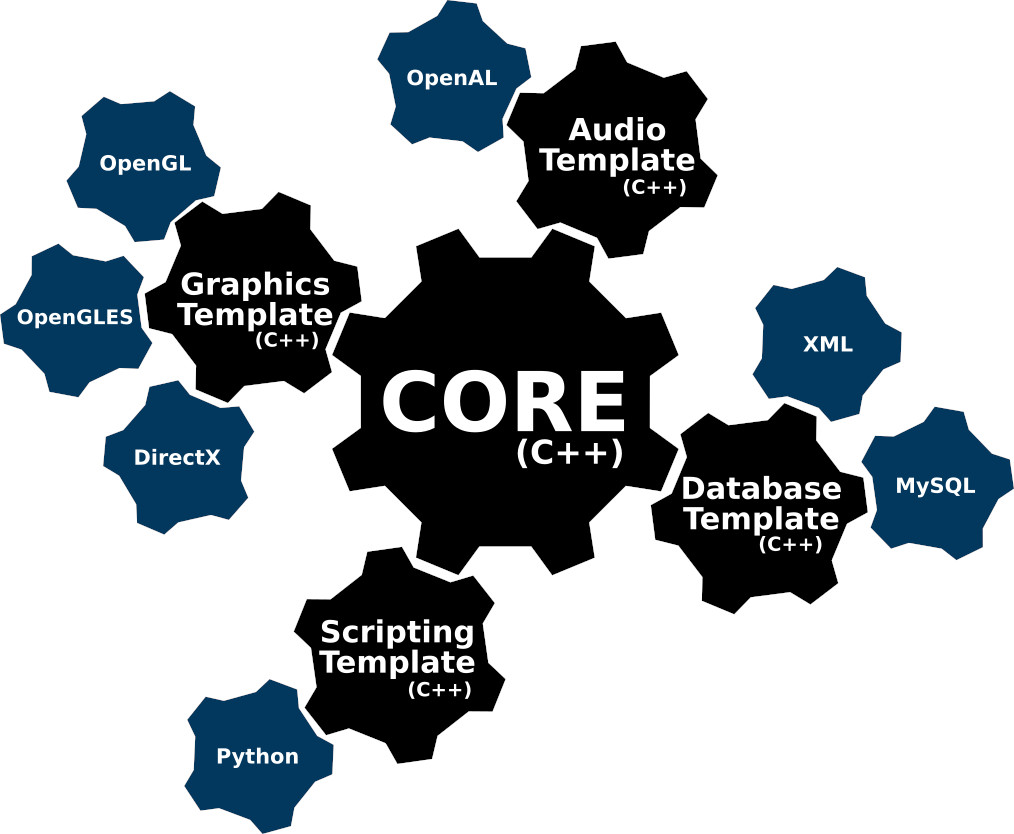 OpenAL
Audio
Template
(C++)
OpenGL
Graphics
Template
(C++)
OpenGLES
DirectX
CORE
(C++)
XML
MySQL
Database
Template
(C++)
Scripting
Template
(C++)
Python